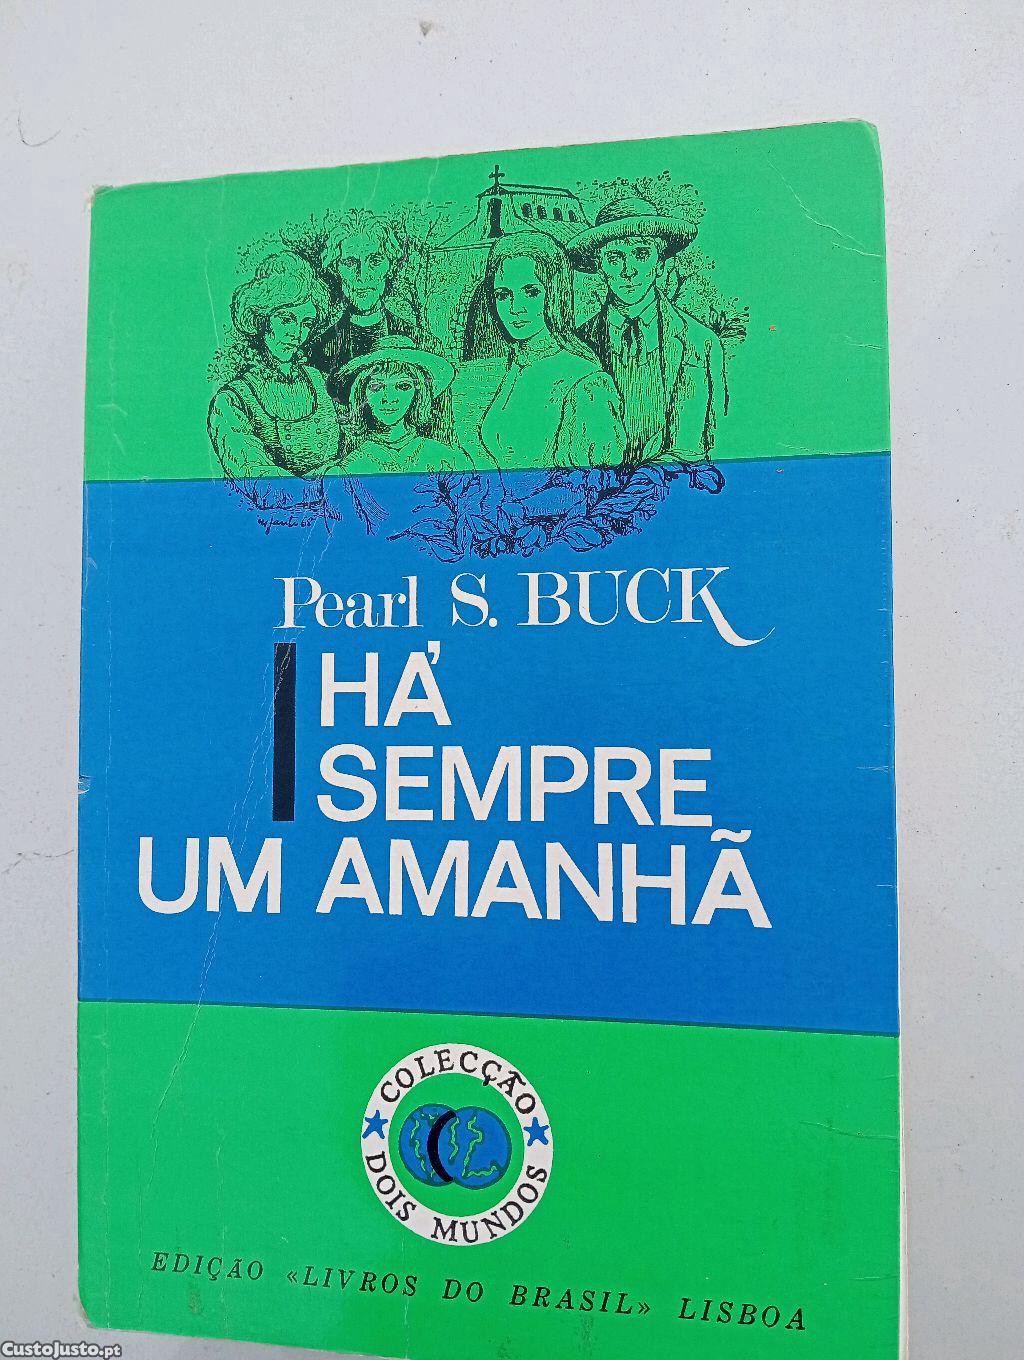 Pearl S. BUCK
HÁ
SEMPRE
UM AMANHÃ
COLECÇÃO
DOIS MUNDOS
EDIÇÃO «LIVROS DO BRASIL» LISBOA
CustoJusto.pt